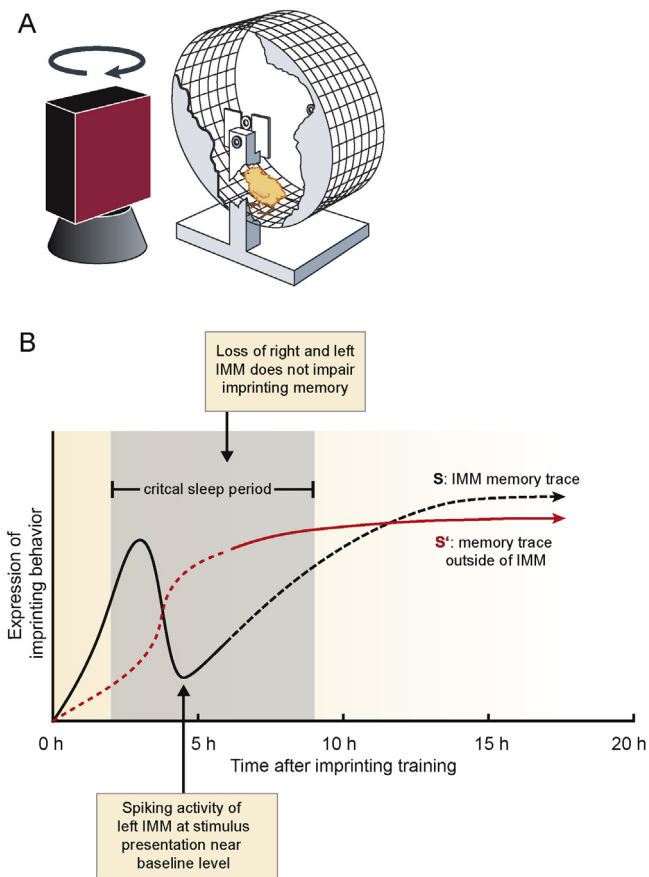 A
B
Loss of right and left
IMM does not impair
imprinting memory
critcal sleep period
S: IMM memory trace
S': memory trace
outside of IMM
Expression of
imprinting behavior
0 h
5 h
10 h
15 h
20 h
Time after imprinting training
Spiking activity of
left IMM at stimulus
presentation near
baseline level